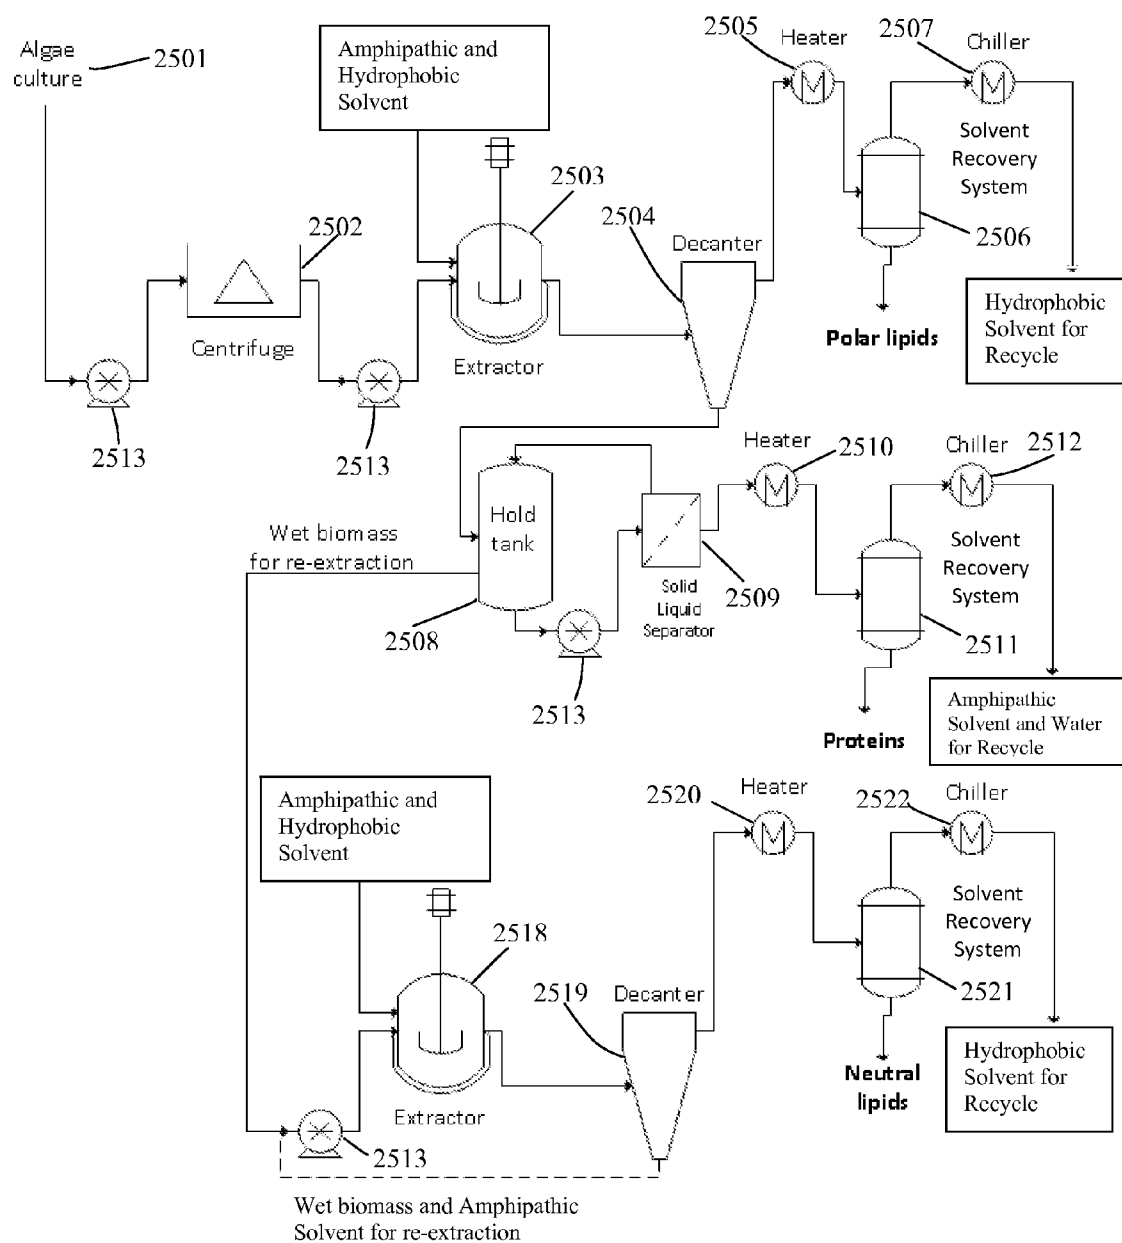 Algae
culture
2501
Amphipathic and
Hydrophobic
Solvent
2505
Heater
2507
Chiller
Solvent
Recovery
System
2503
2504
Decanter
2506
2502
Centrifuge
Extractor
Polar lipids
Hydrophobic
Solvent for
Recycle
2513
2513
Heater
2510
Chiller
2512
Hold
tank
Wet biomass
for re-extraction
Solvent
Recovery
System
Solid
Liquid
Separator
2509
2508
2511
2513
Proteins
Amphipathic
Solvent and Water
for Recycle
Amphipathic and
Hydrophobic
Solvent
2520
Heater
2522
Chiller
Solvent
Recovery
System
2518
2519
Decanter
2521
Extractor
Neutral
lipids
Hydrophobic
Solvent for
Recycle
2513
Wet biomass and Amphipathic
Solvent for re-extraction